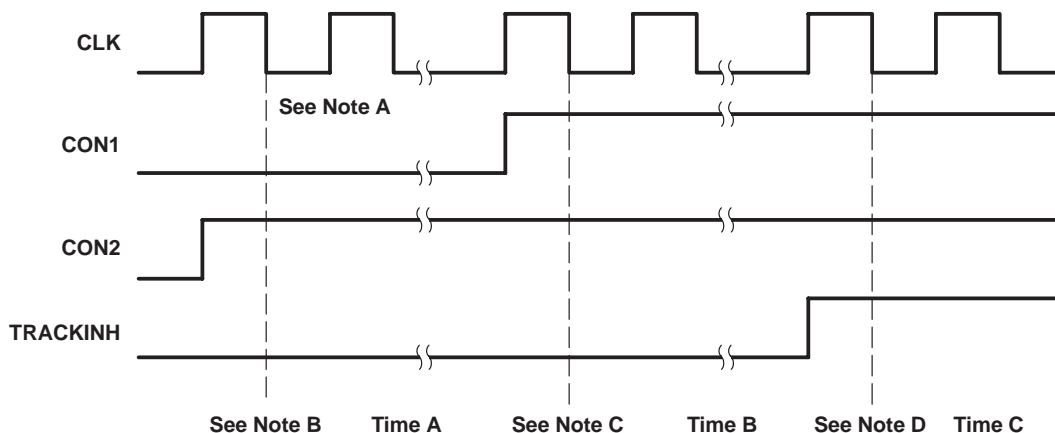 CLK
See Note A
CON1
CON2
TRACKINH
See Note B Time A See Note C Time B See Note D Time C